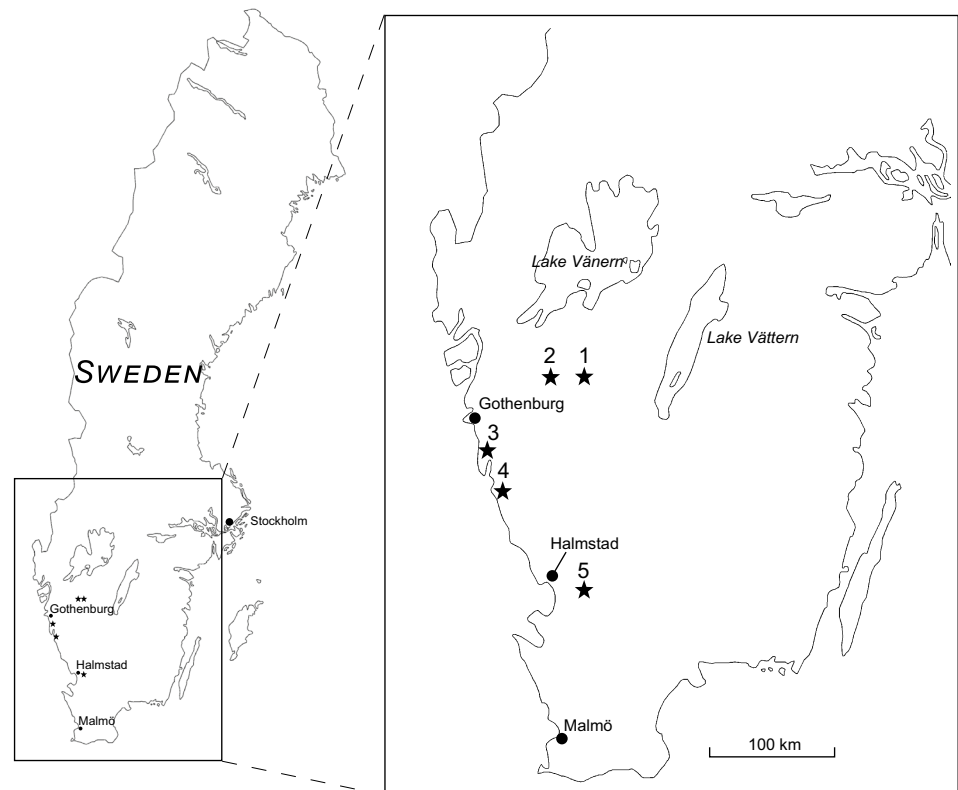 SWEDEN
Stockholm
Gothenburg
Halmstad
Malmö
Lake Vänern
Lake Vättern
2 1
Gothenburg
3
4
Halmstad
5
Malmö
100 km